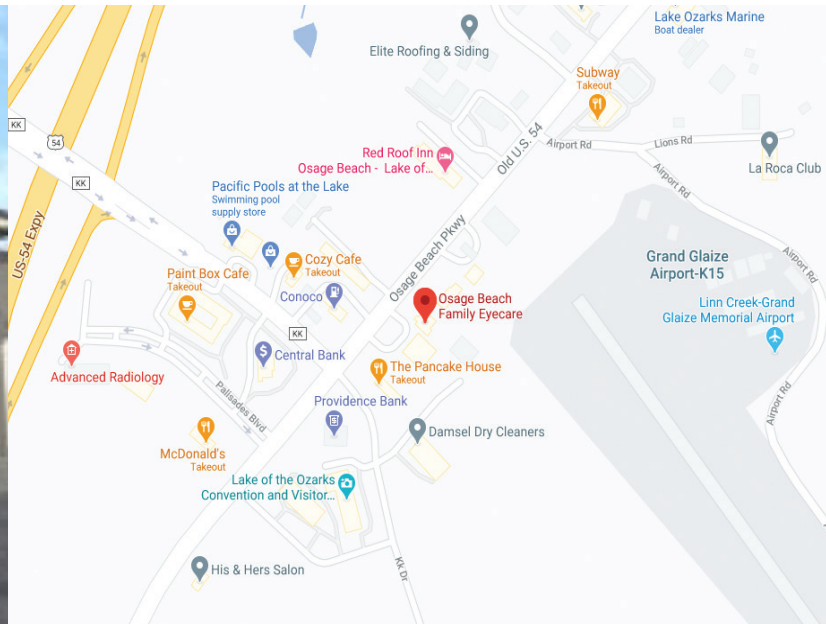 Lake Ozarks Marine
Boat dealer
Elite Roofing & Siding
Subway
Takeout
KK
54
Old U.S. 54
Airport Rd
Lions Rd
Red Roof Inn
Osage Beach - Lake of...
La Roca Club
KK
Airport Rd
Pacific Pools at the Lake
Swimming pool
supply store
US-54 Expy
Osage Beach Pkwy
Grand Glaize
Airport-K15
Airport Rd
Cozy Cafe
Takeout
Paint Box Cafe
Takeout
Conoco
Osage Beach
Family Eyecare
Linn Creek-Grand
Glaize Memorial Airport
KK
Central Bank
The Pancake House
Takeout
Advanced Radiology
Palisades Blvd
Providence Bank
Airport Rd
Damsel Dry Cleaners
McDonald's
Takeout
Lake of the Ozarks
Convention and Visitor...
His & Hers Salon
Kk Dr